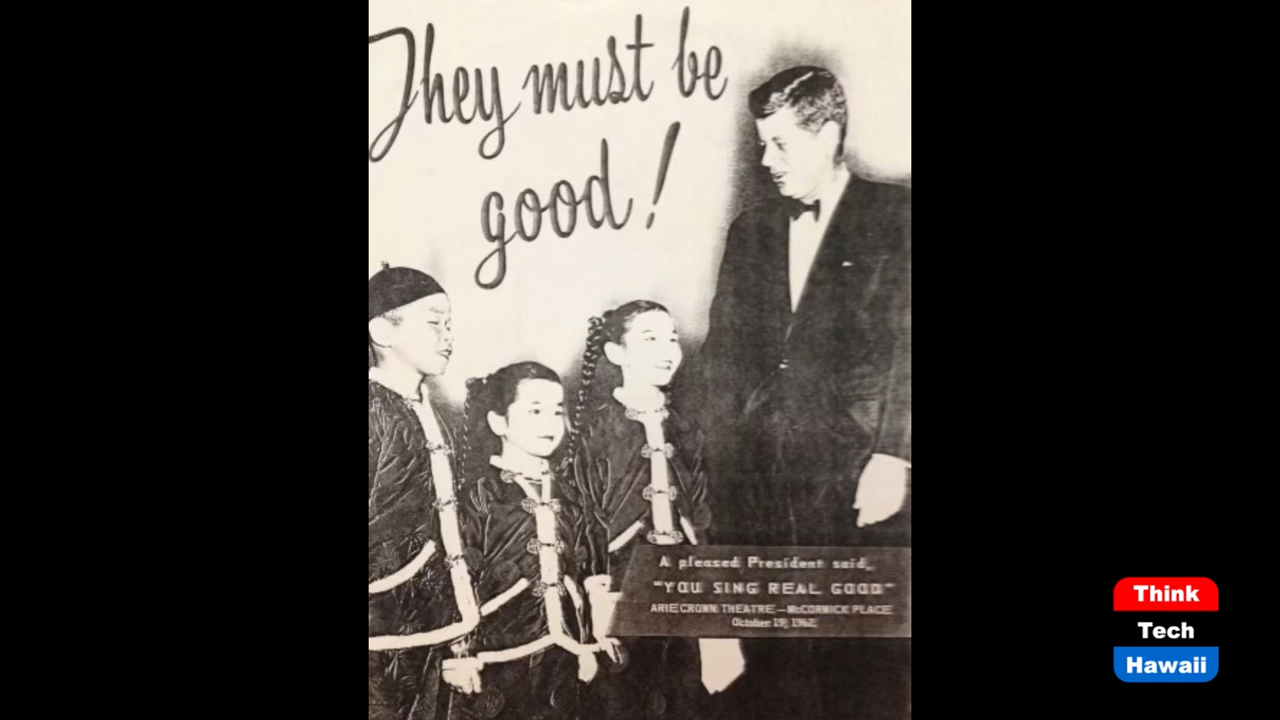 They must be
good!
A pleased President said,
"YOU SING REAL GOOD"
ARIE CROWN THEATRE — McCORMICK PLACE
October 19, 1962
Think
Tech
Hawaii